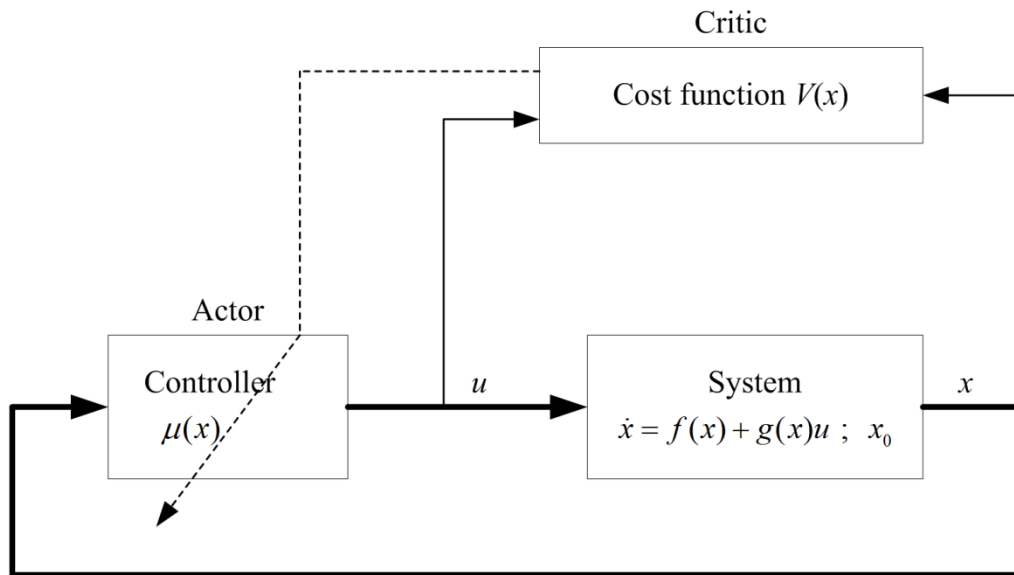 Critic
Cost function V(x)
Actor
Controller
μ(x)
u
System
ẋ = f(x) + g(x)u ; x₀
x